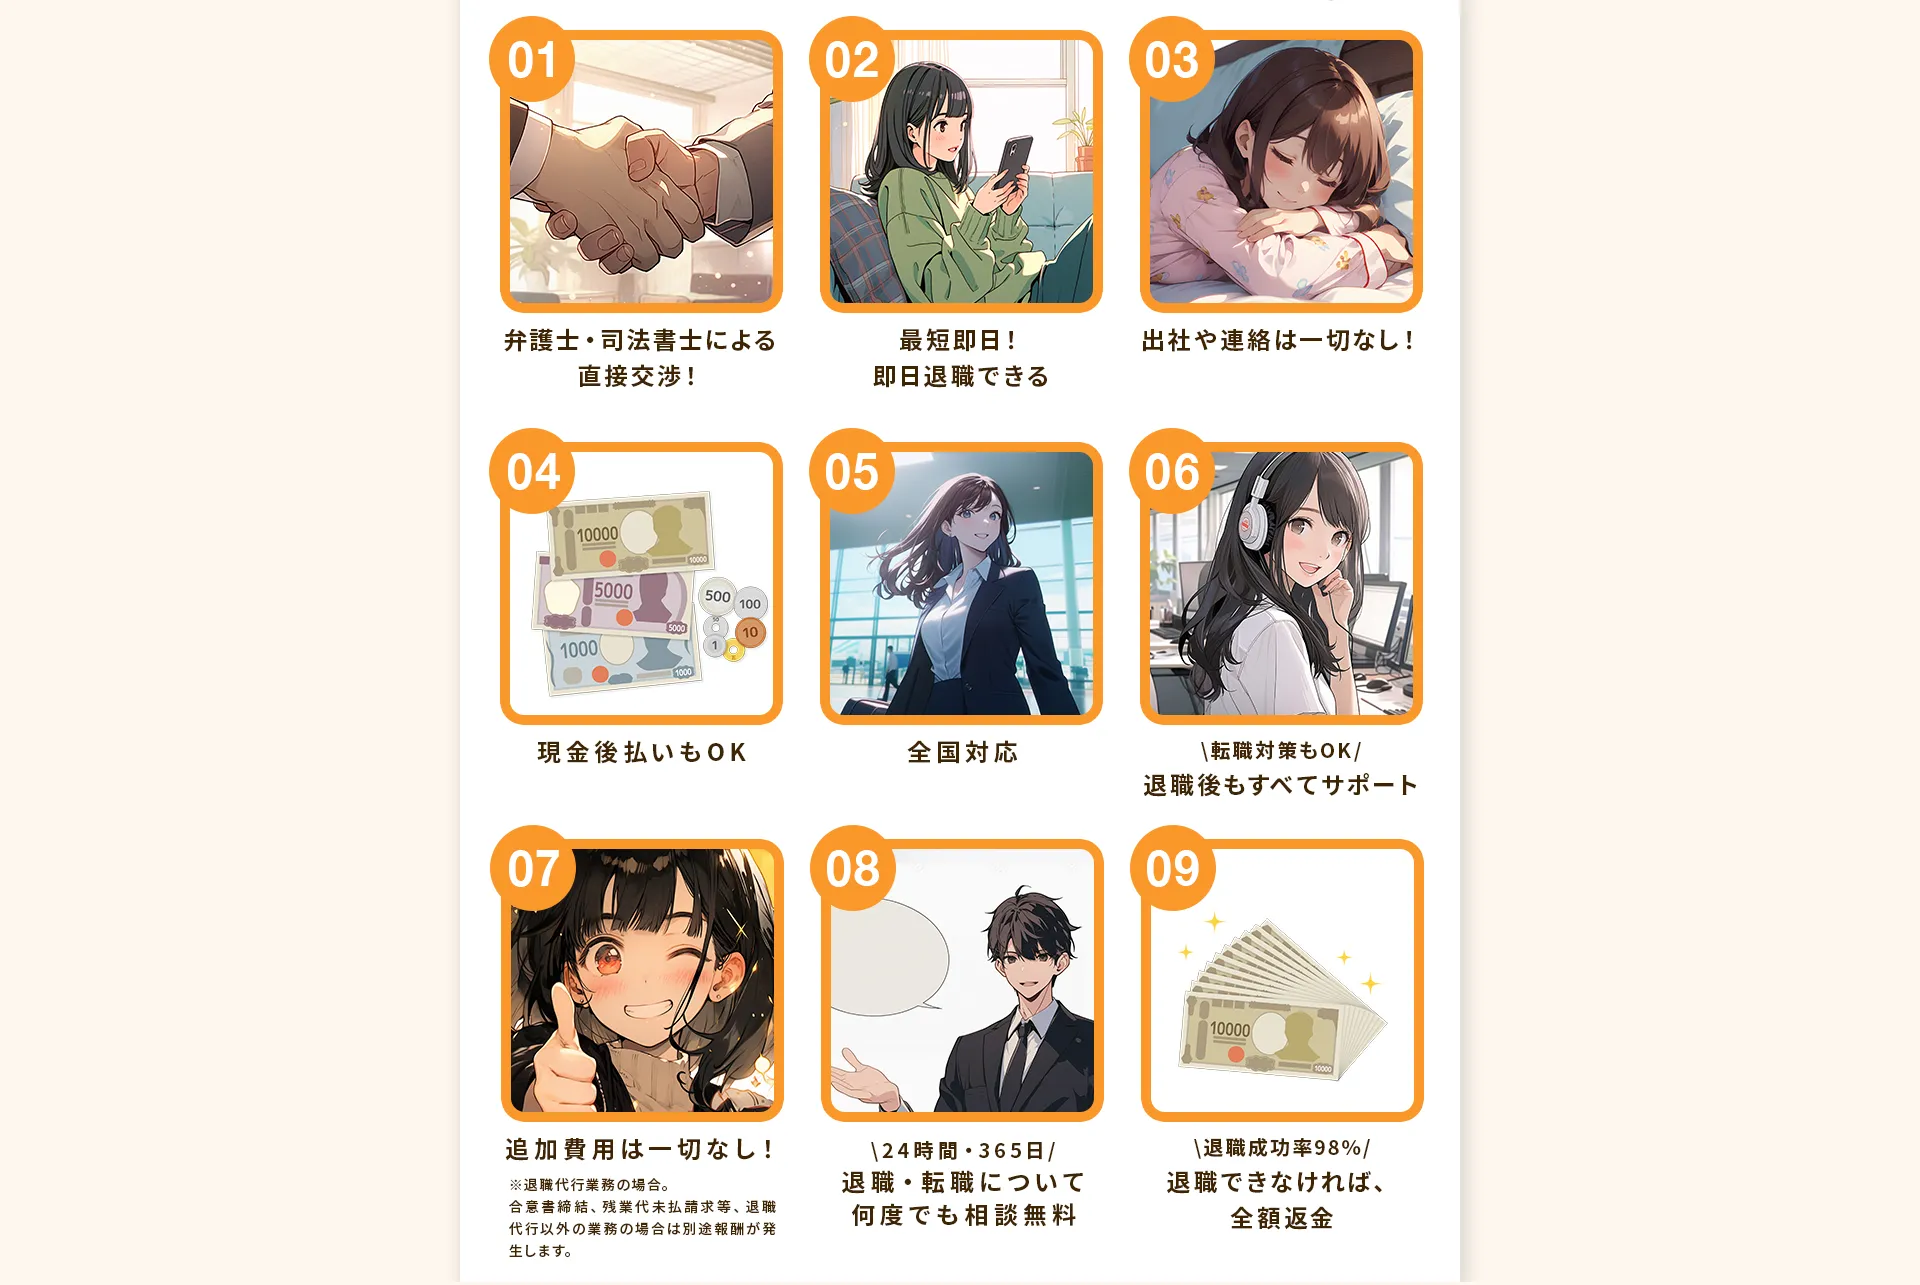 01
02
03
弁護士・司法書士による
直接交渉!
最短即日!
即日退職できる
出社や連絡は一切なし!
04
10000
10000
5000
5000
1000
1000
500
100
50
10
1
05
06
現金後払いもOK
全国対応
\転職対策もOK/
退職後もすべてサポート
07
08
09
10000
10000
追加費用は一切なし!
※退職代行業務の場合。
合意書締結、残業代未払請求等、退職
代行以外の業務の場合は別途報酬が発
生します。
\24時間・365日/
退職・転職について
何度でも相談無料
\退職成功率98%/
退職できなければ、
全額返金